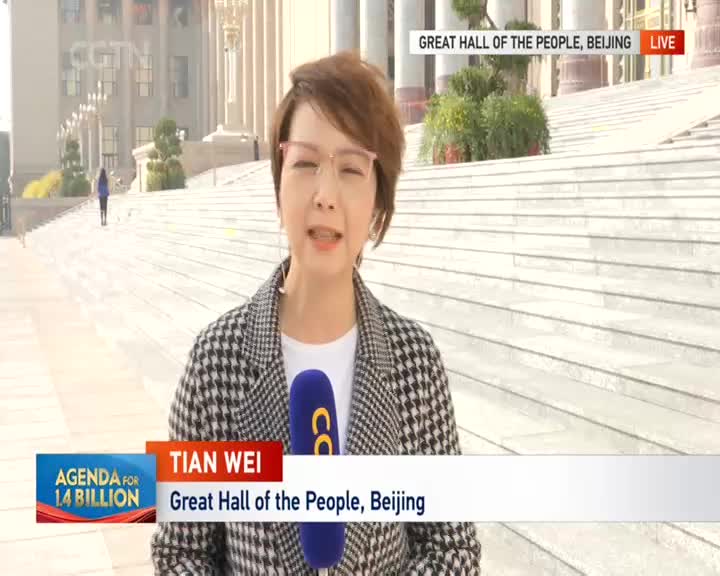 CGTN
GREAT HALL OF THE PEOPLE, BEIJING LIVE
TIAN WEI
AGENDA FOR
1.4 BILLION
Great Hall of the People, Beijing